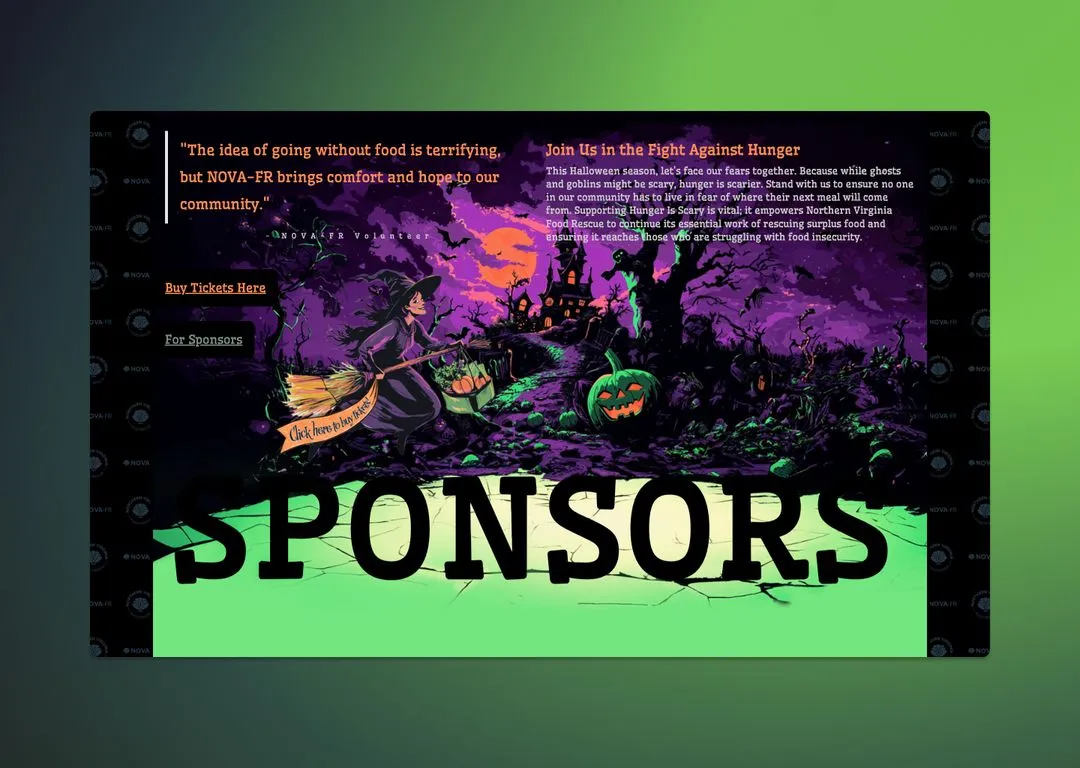 "The idea of going without food is terrifying,
but NOVA-FR brings comfort and hope to our
community."
- NOVA-FR Volunteer
Buy Tickets Here
For Sponsors
Join Us in the Fight Against Hunger
This Halloween season, let's face our fears together. Because while ghosts
and goblins might be scary, hunger is scarier. Stand with us to ensure no one
in our community has to live in fear of where their next meal will come
from. Supporting Hunger Is Scary is vital; it empowers Northern Virginia
Food Rescue to continue its essential work of rescuing surplus food and
ensuring it reaches those who are struggling with food insecurity.
Click here to buy tickets
SPONSORS